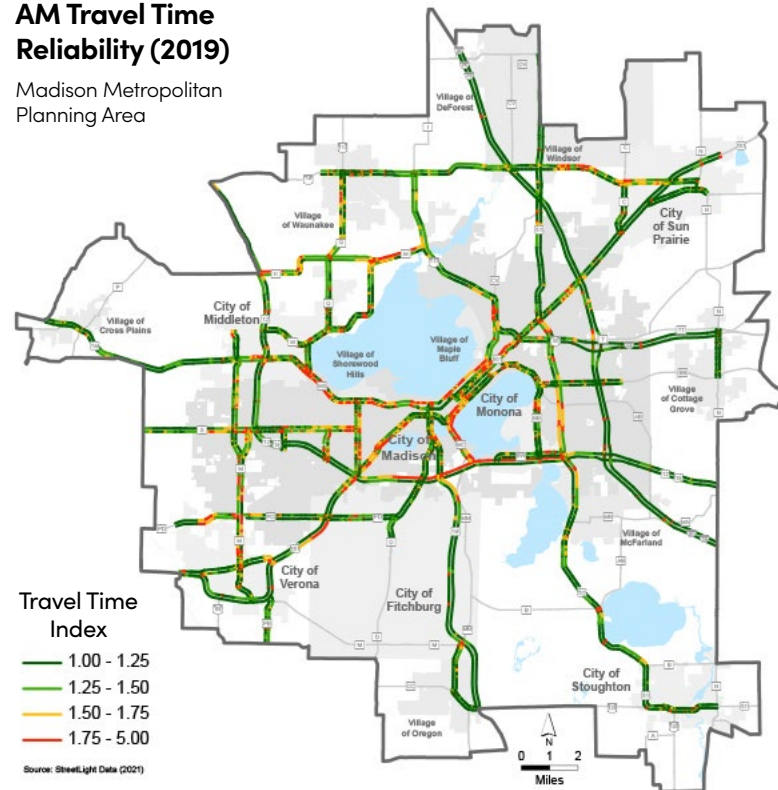 AM Travel Time
Reliability (2019)
Madison Metropolitan
Planning Area
Village of
DeForest
Village of
Windsor
Village
of Waunakee
City
of Sun
Prairie
City of
Middleton
Village of
Cross Plains
Village of
Shorewood
Hills
Village of
Maple
Bluff
City of
Monona
Village
of Cottage
Grove
City of
Madison
Village of
McFarland
City of
Verona
City of
Fitchburg
City of
Stoughton
Village
of Oregon
Travel Time
Index
1.00 - 1.25
1.25 - 1.50
1.50 - 1.75
1.75 - 5.00
Source: StreetLight Data (2021)
N
0 1 2
Miles